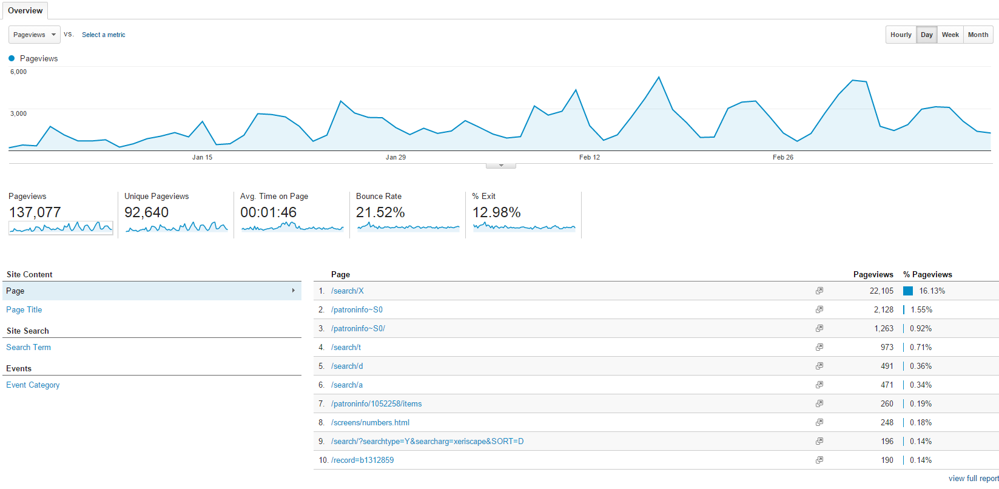 Overview
Pageviews vs. Select a metric Hourly Day Week Month
Pageviews
6,000
3,000
Jan 15 Jan 29 Feb 12 Feb 26
Pageviews Unique Pageviews Avg. Time on Page Bounce Rate % Exit
137,077 92,640 00:01:46 21.52% 12.98%
Site Content
Page
Page Title
Site Search
Search Term
Events
Event Category
Page Pageviews % Pageviews
1. /search/X 22,105 16.13%
2. /patroninfo~S0 2,128 1.55%
3. /patroninfo~S0/ 1,263 0.92%
4. /search/t 973 0.71%
5. /search/d 491 0.36%
6. /search/a 471 0.34%
7. /patroninfo/1052258/items 260 0.19%
8. /screens/numbers.html 248 0.18%
9. /search/?searchtype=Y&searcharg=xeriscape&SORT=D 196 0.14%
10. /record=b1312859 190 0.14%
view full report